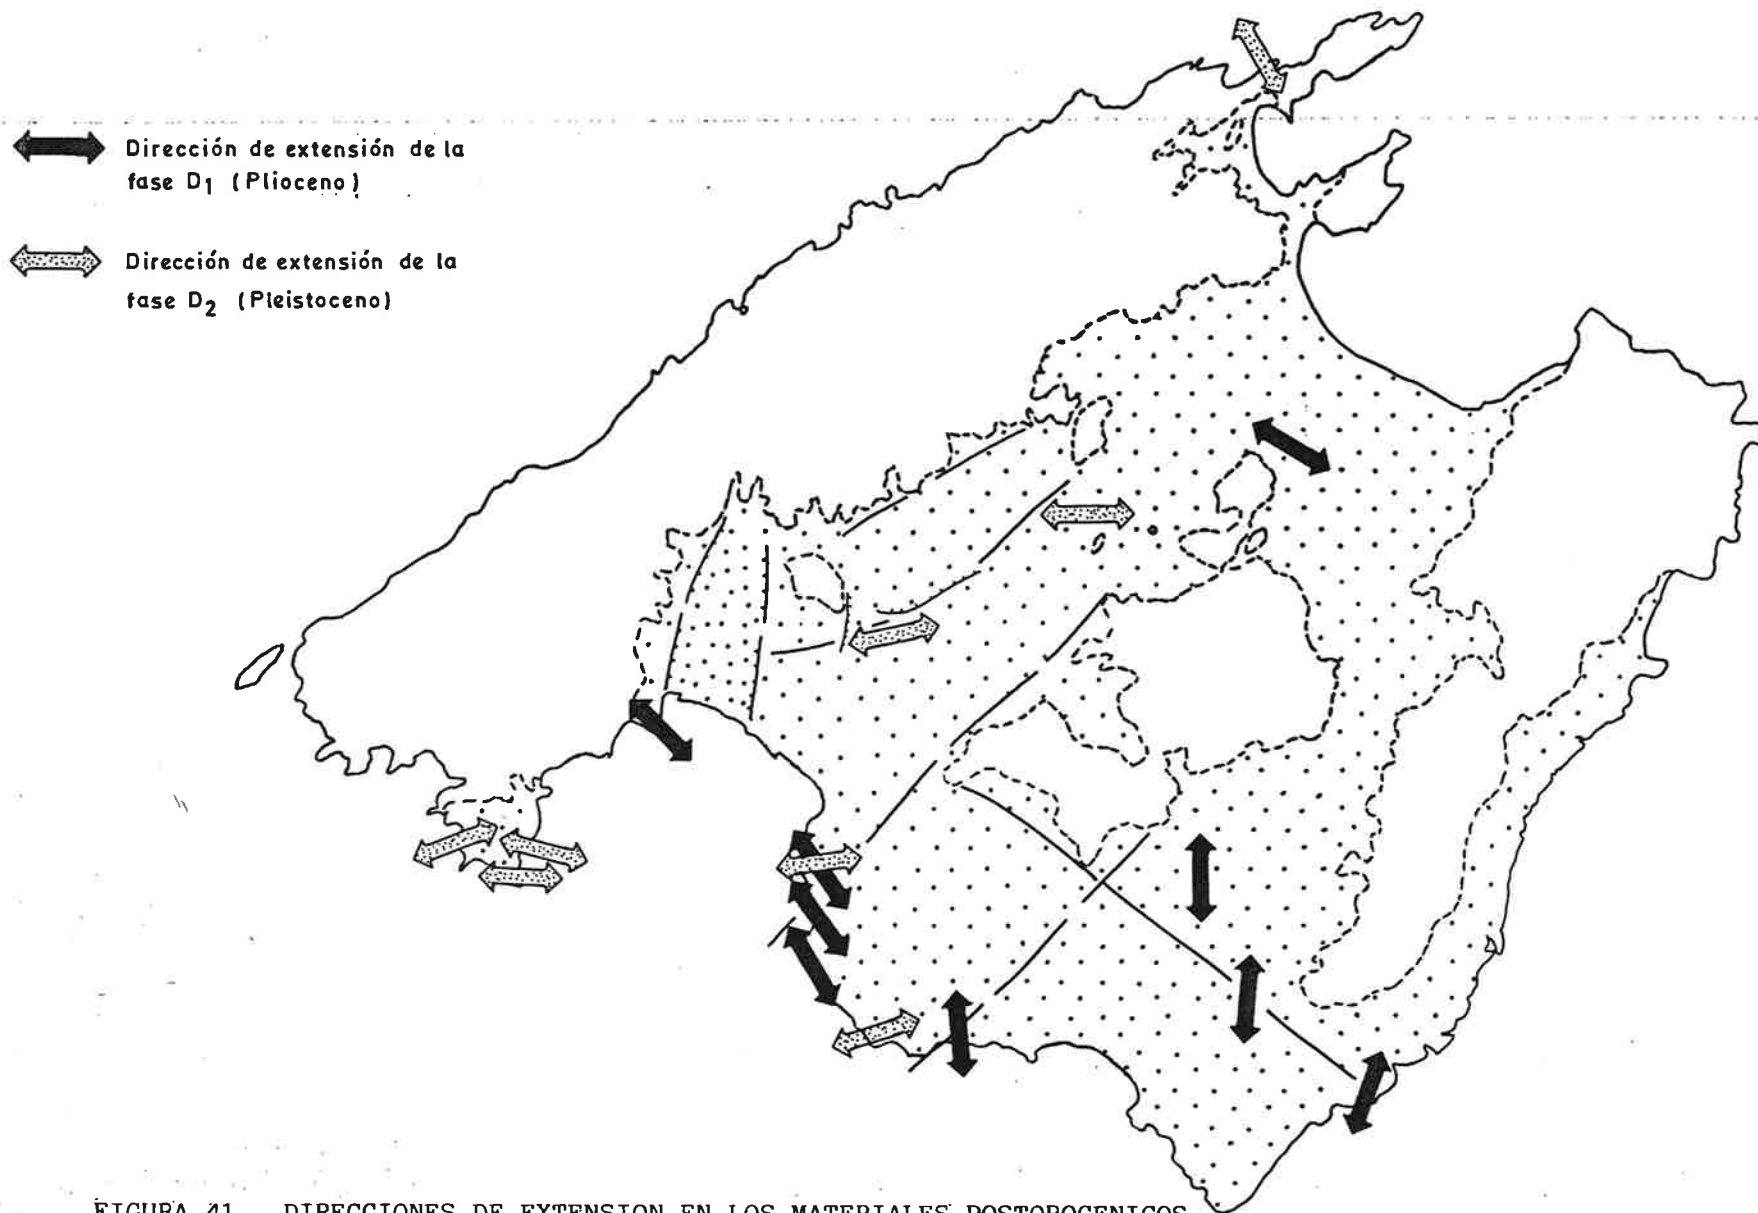 Dirección de extensión de la
fase D1 (Plioceno)
Dirección de extensión de la
fase D2 (Pleistoceno)
FIGURA 41 DIRECCIONES DE EXTENSION EN LOS MATERIALES POSTOROGENICOS